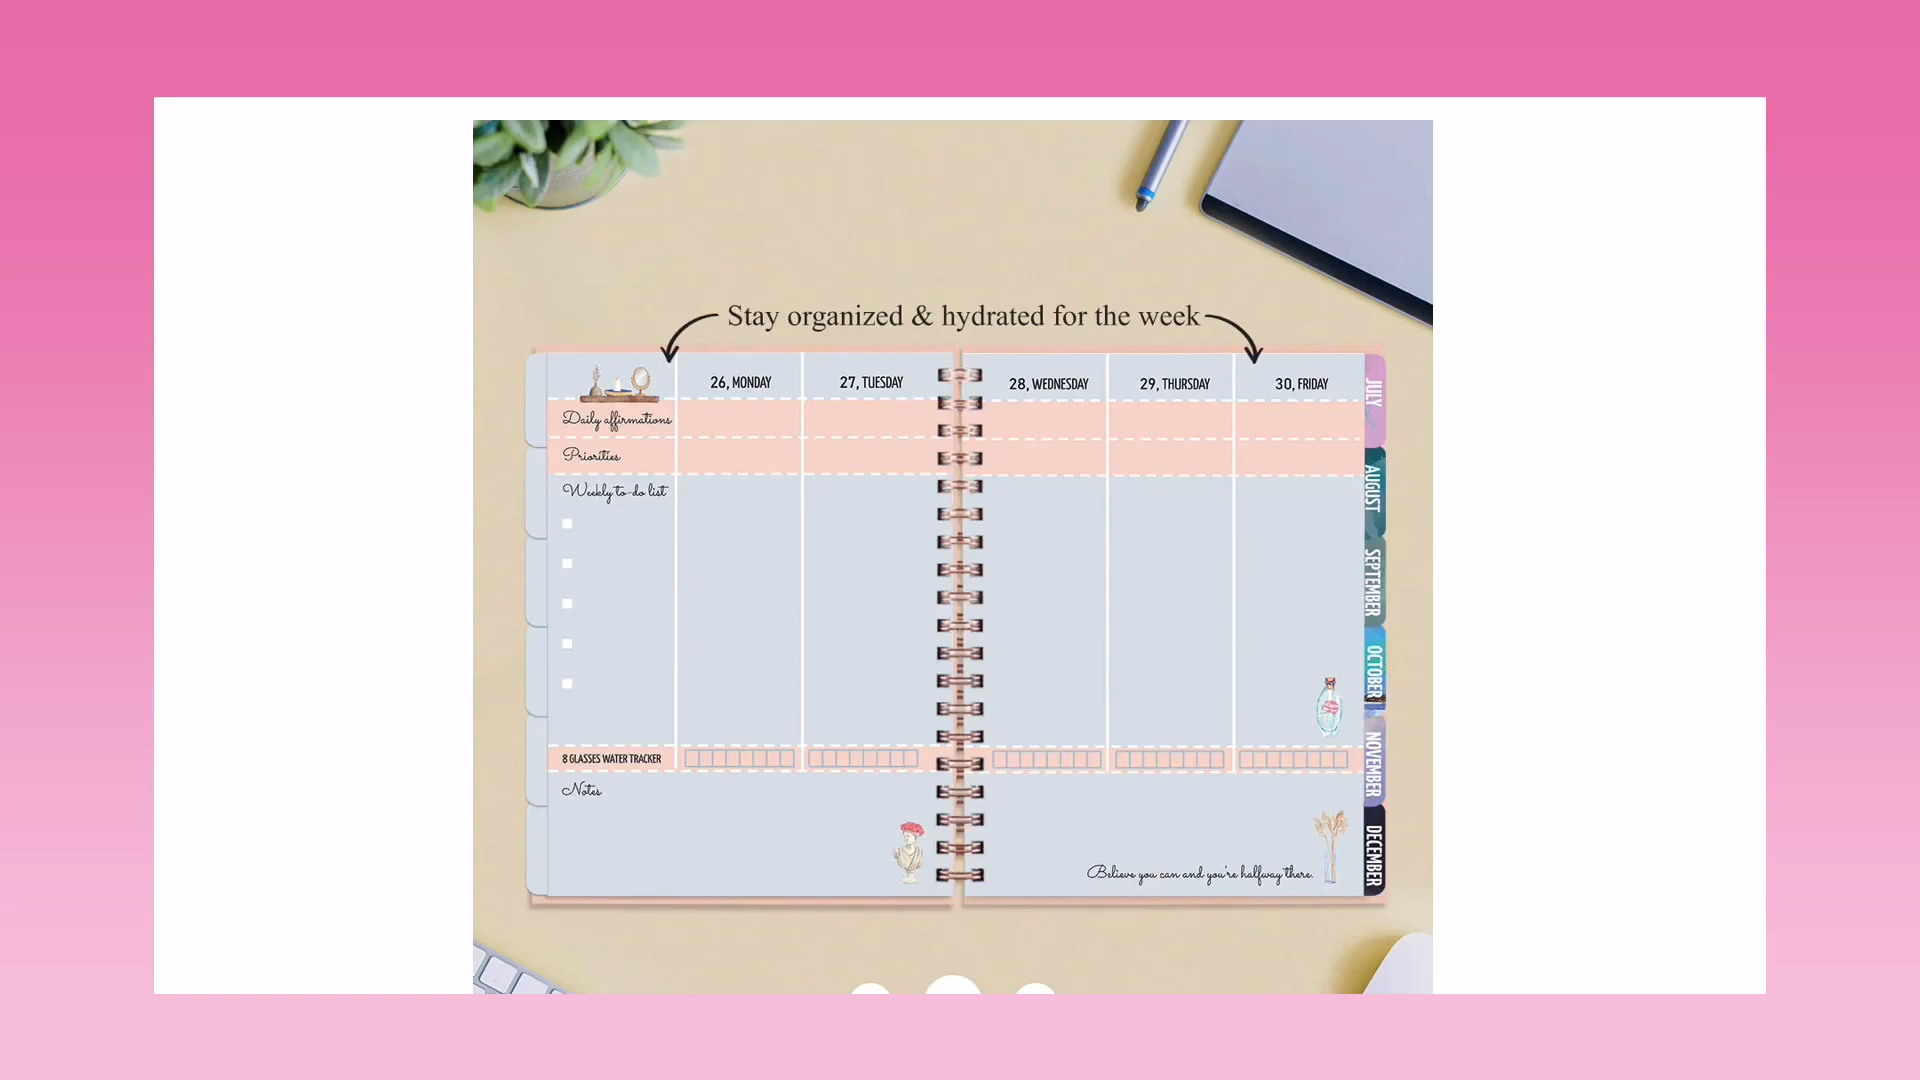 Stay organized & hydrated for the week
26, MONDAY
27, TUESDAY
28, WEDNESDAY
29, THURSDAY
30, FRIDAY
Daily affirmations
Priorities
Weekly to-do list
8 GLASSES WATER TRACKER
Notes
Believe you can and you're halfway there.
JULY
AUGUST
SEPTEMBER
OCTOBER
NOVEMBER
DECEMBER